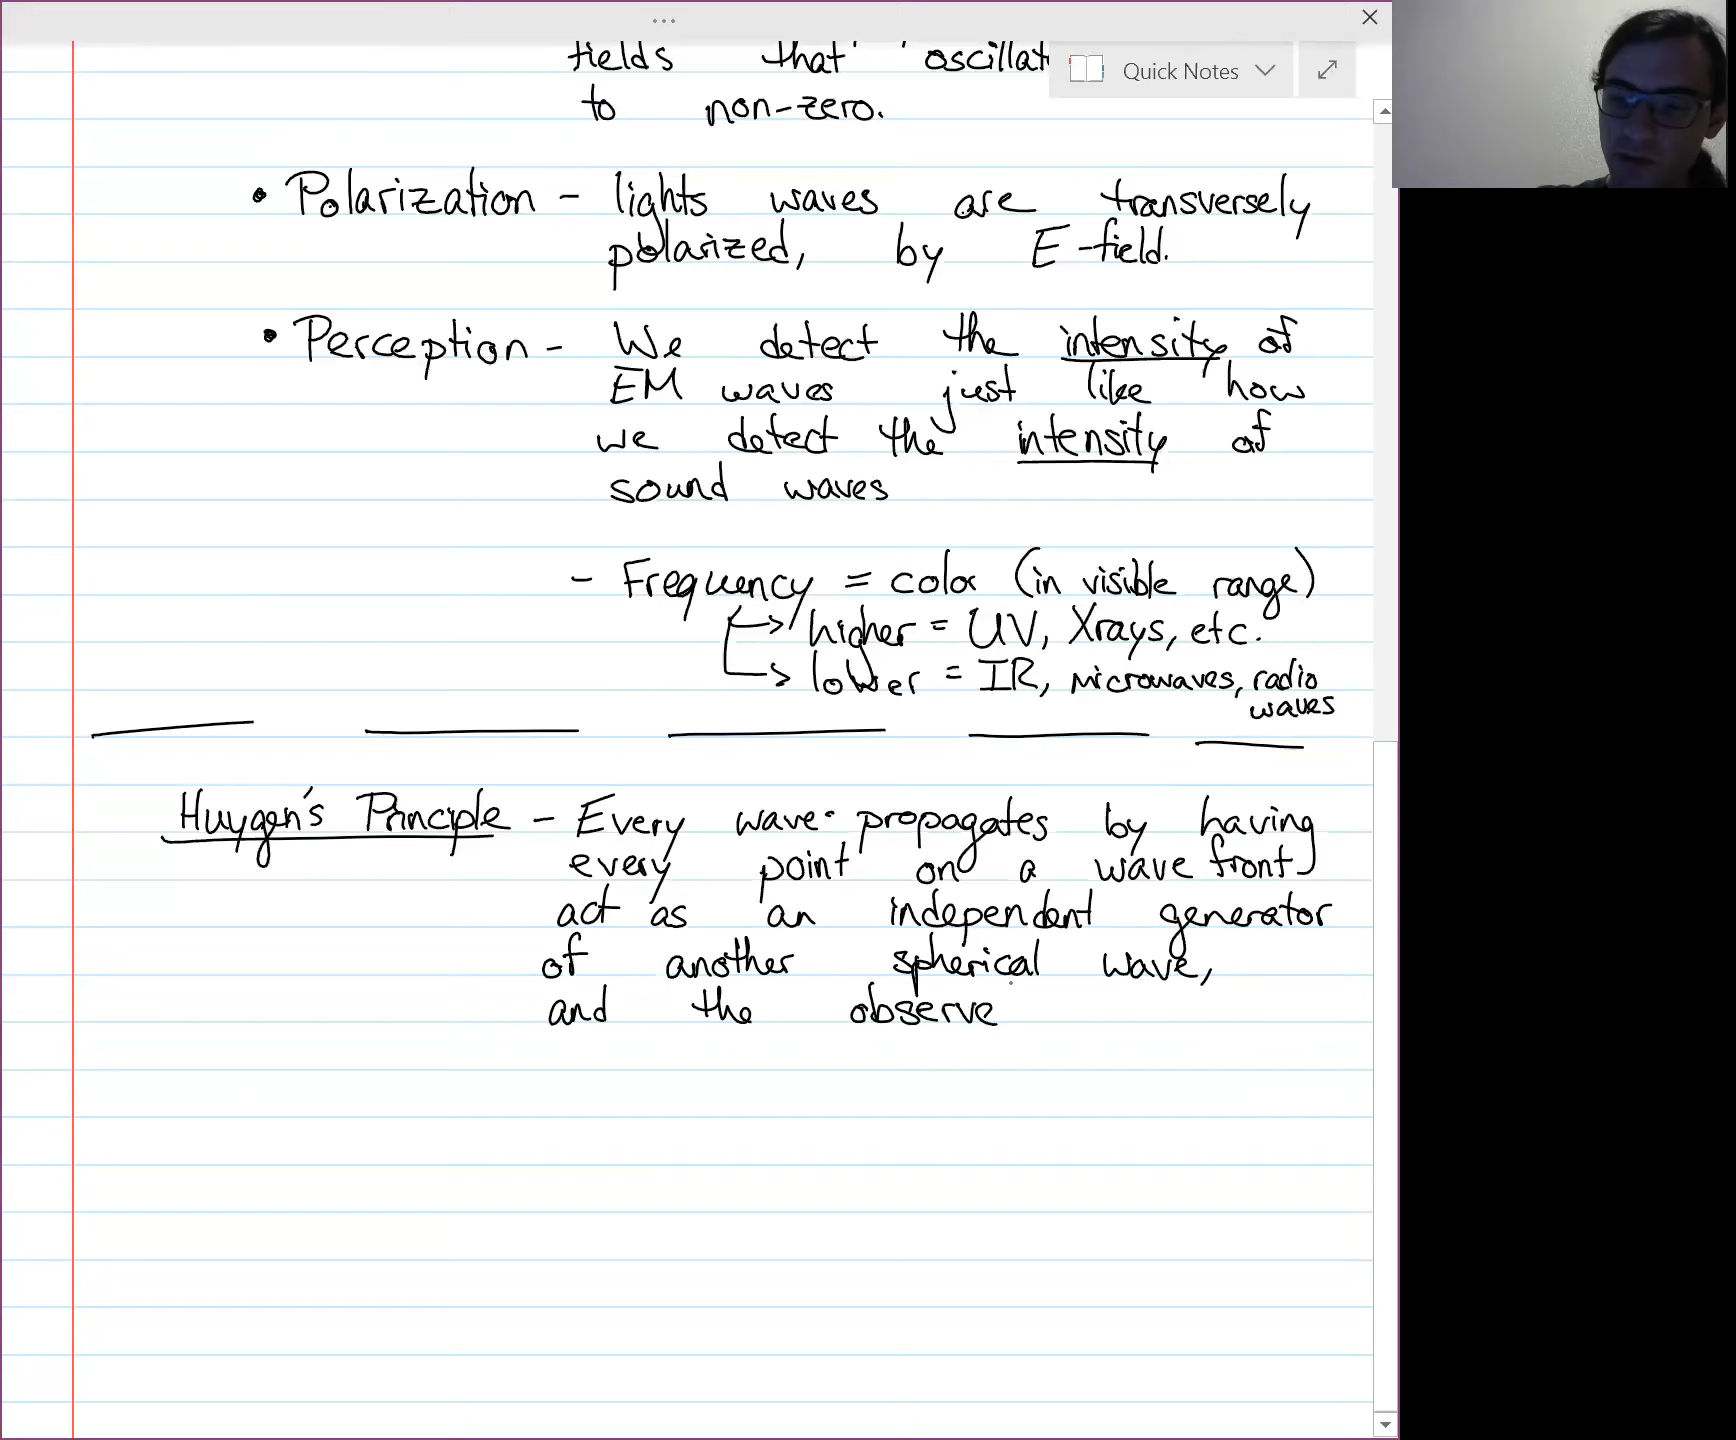 Quick Notes
fields that oscillat
to non-zero.
• Polarization - lights waves are transversely
polarized, by E-field.
• Perception - We detect the intensity of
EM waves just like how
we detect the intensity of
sound waves
- Frequency = color (in visible range)
higher = UV, Xrays, etc.
lower = IR, microwaves, radio
waves
Huygen's Principle - Every wave propagates by having
every point on a wave front
act as an independent generator
of another spherical wave,
and the observe